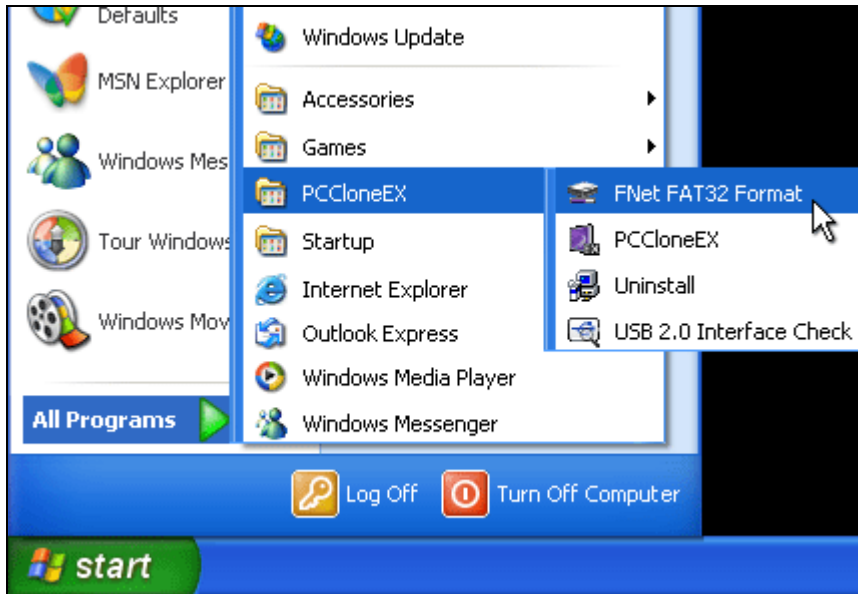 Defaults
MSN Explorer
Windows Mes
Tour Windows
Windows Mov
All Programs
Windows Update
Accessories
Games
PCCloneEX
Startup
Internet Explorer
Outlook Express
Windows Media Player
Windows Messenger
FNet FAT32 Format
PCCloneEX
Uninstall
USB 2.0 Interface Check
Log Off
Turn Off Computer
start